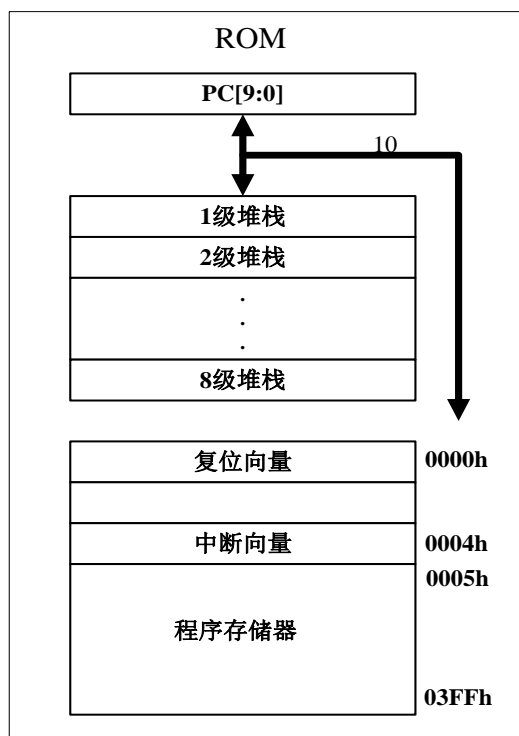 ROM
PC[9:0]
10
1级堆栈
2级堆栈
.
.
.
8级堆栈
复位向量 0000h
中断向量 0004h
0005h
程序存储器
03FFh